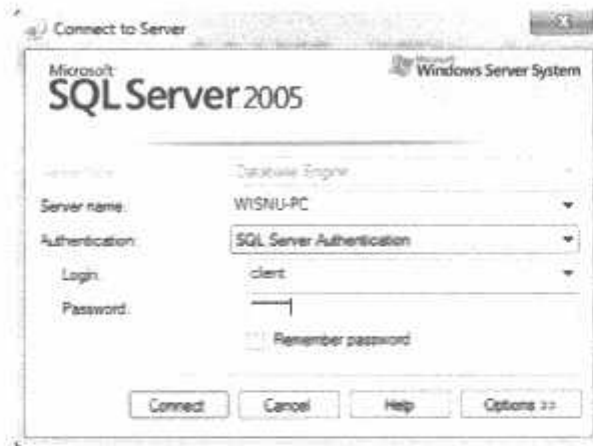 Connect to Server
Microsoft
SQL Server 2005
Microsoft
Windows Server System
Database Engine
Server name: WISNU-PC
Authentication: SQL Server Authentication
Login: client
Password:
Remember password
Connect Cancel Help Options >>